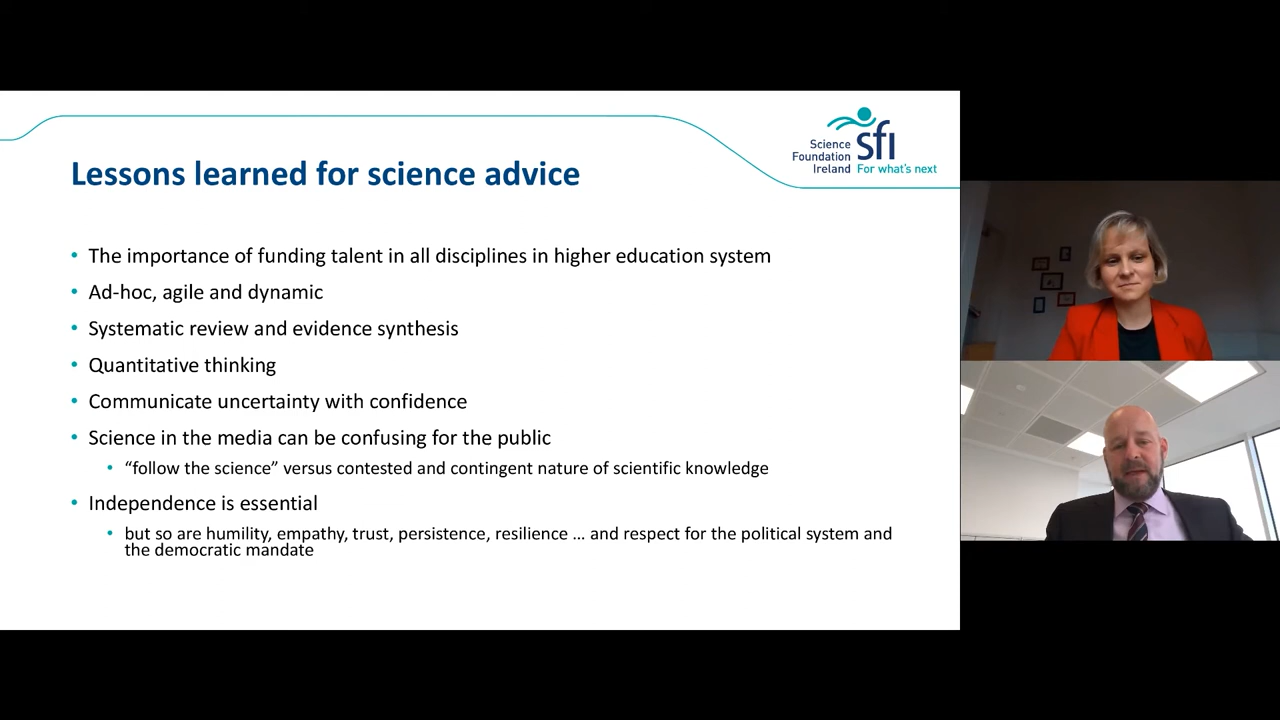 Science
Foundation
Ireland
sfi
For what's next
Lessons learned for science advice
• The importance of funding talent in all disciplines in higher education system
• Ad-hoc, agile and dynamic
• Systematic review and evidence synthesis
• Quantitative thinking
• Communicate uncertainty with confidence
• Science in the media can be confusing for the public
• “follow the science” versus contested and contingent nature of scientific knowledge
• Independence is essential
• but so are humility, empathy, trust, persistence, resilience ... and respect for the political system and
the democratic mandate